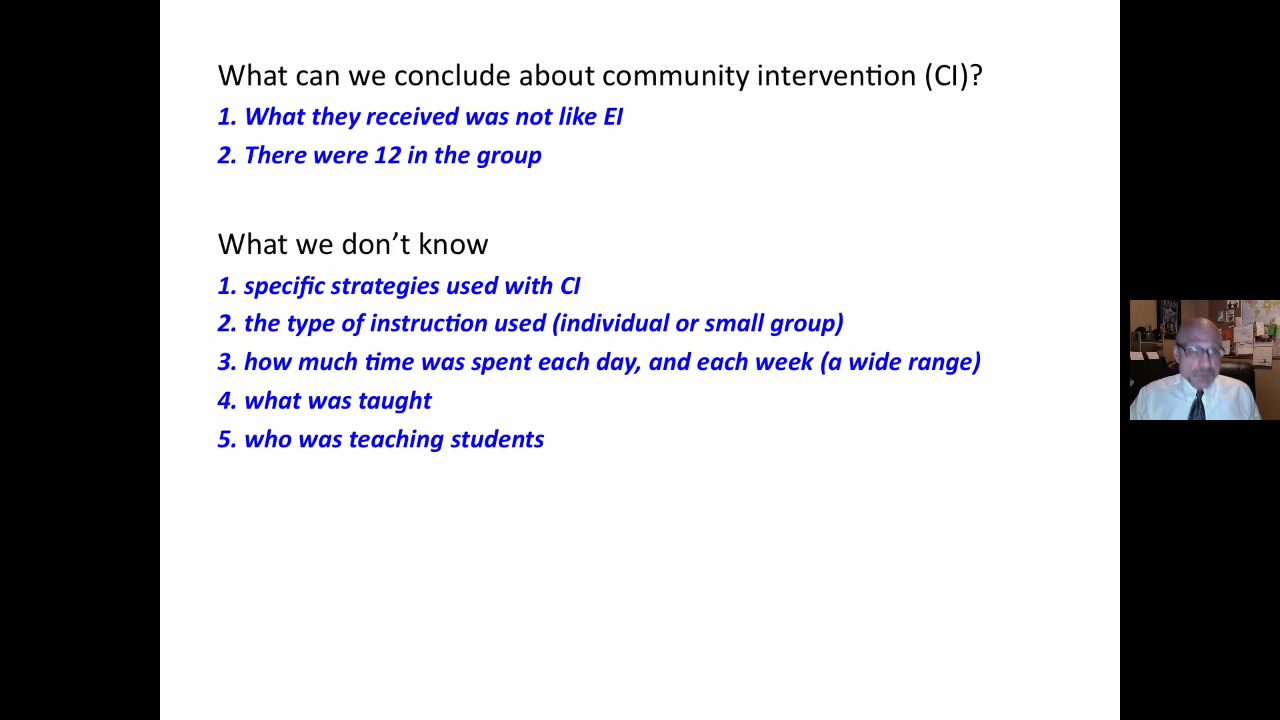 What can we conclude about community intervention (CI)?
1. What they received was not like EI
2. There were 12 in the group
What we don’t know
1. specific strategies used with CI
2. the type of instruction used (individual or small group)
3. how much time was spent each day, and each week (a wide range)
4. what was taught
5. who was teaching students